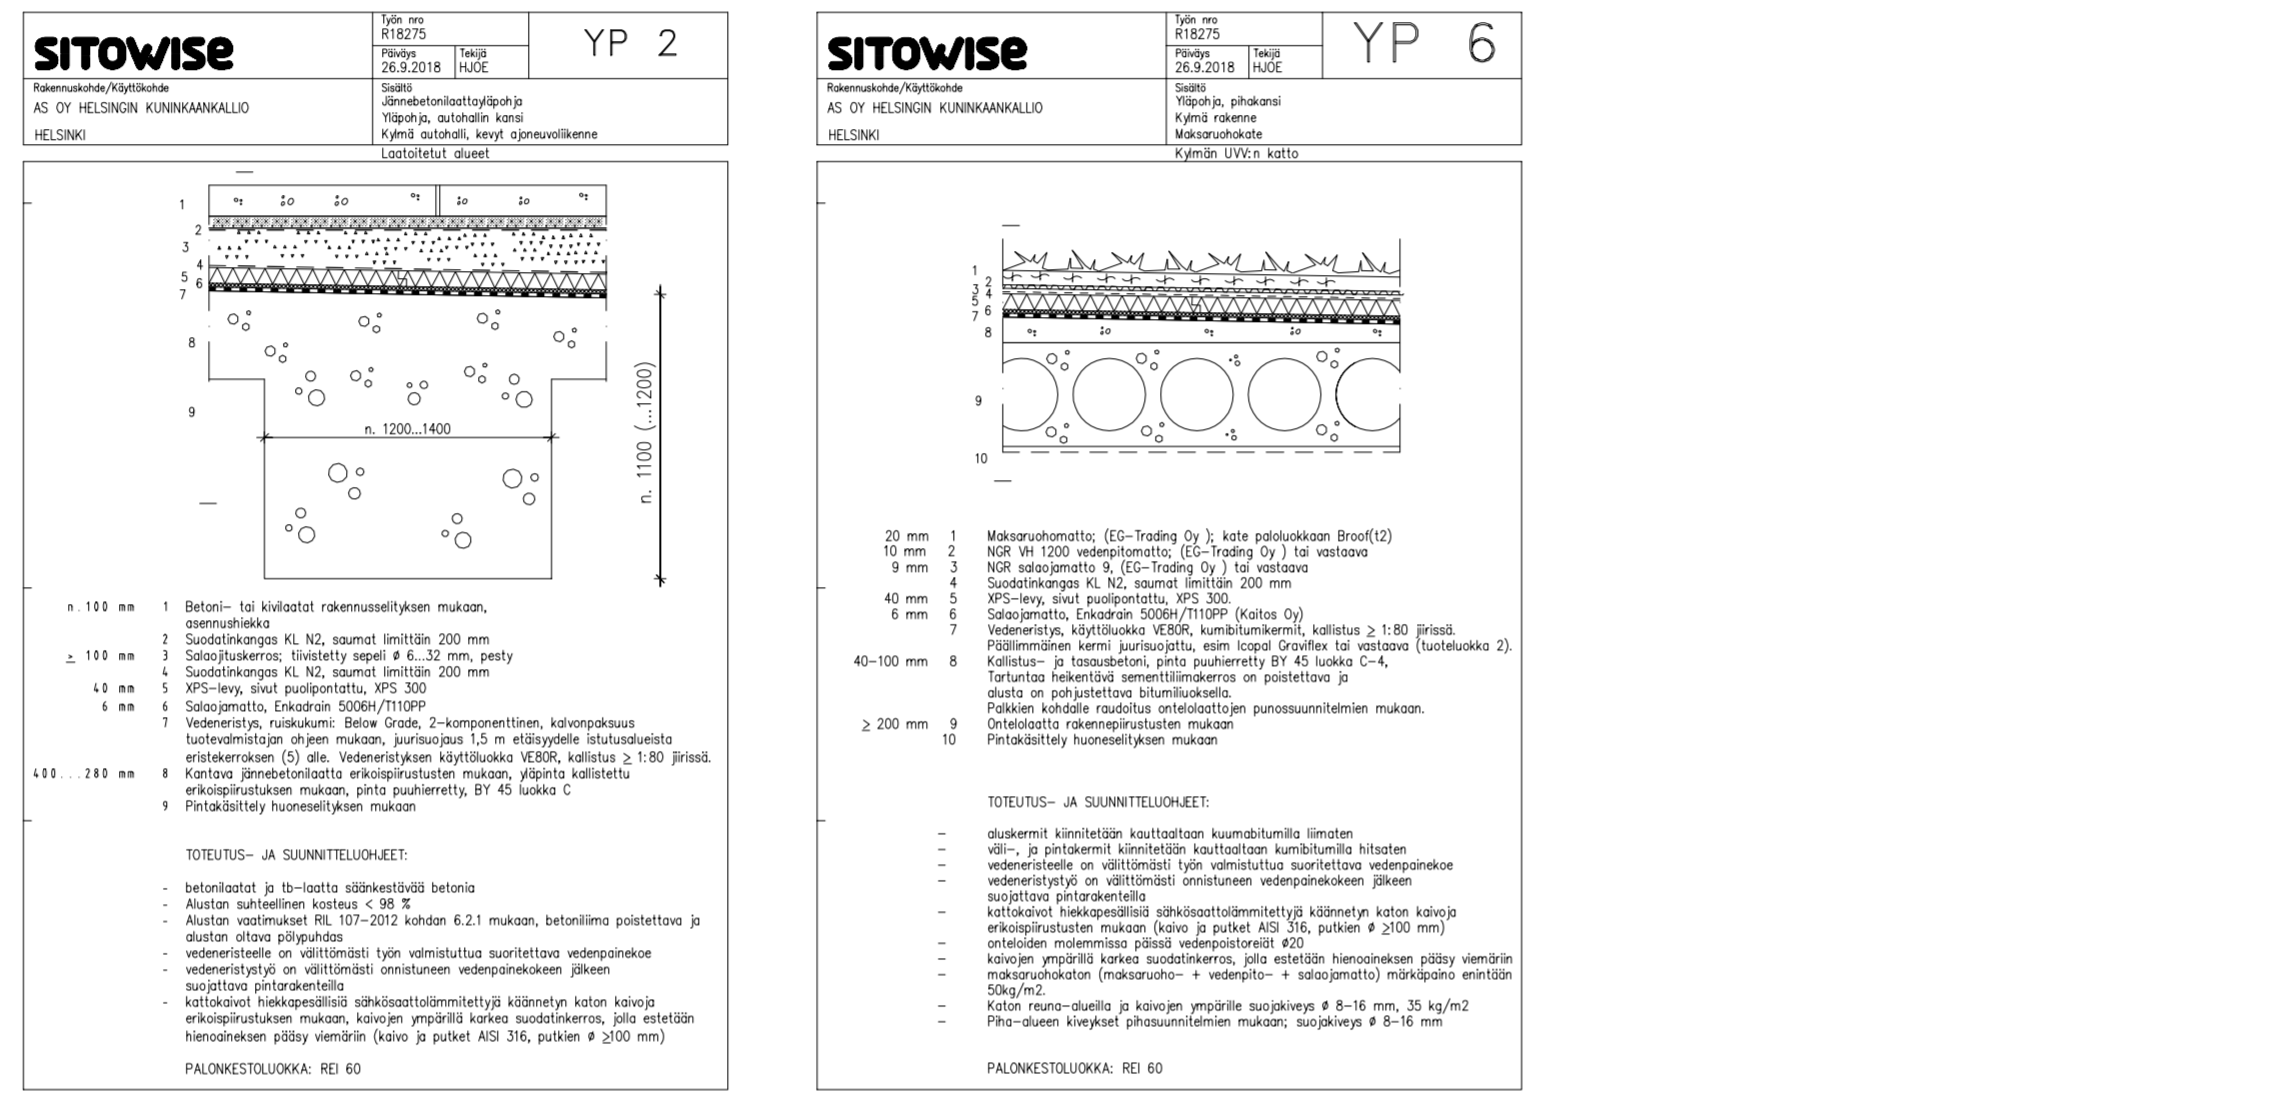 SITOWISE
Työn nro
R18275
Päiväys
26.9.2018
Tekijä
HJOE
YP 2
Rakennuskohde/Käyttökohde
AS OY HELSINGIN KUNINKAANKALLIO
HELSINKI
Sisältö
Jännebetonilaattayläpohja
Yläpohja, autohallin kansi
Kylmä autohalli, kevyt ajoneuvoliikenne
Laatoitetut alueet
1
2
3
4
5
6
7
8
9
n. 1200...1400
n. 1100 (...1200)
n.100 mm 1 Betoni- tai kivilaatat rakennusselityksen mukaan,
asennushiekka
2 Suodatinkangas KL N2, saumat limittäin 200 mm
≥ 100 mm 3 Salaojituskerros; tiivistetty sepeli ø 6...32 mm, pesty
4 Suodatinkangas KL N2, saumat limittäin 200 mm
40 mm 5 XPS-levy, sivut puolipontattu, XPS 300
6 mm 6 Salaojamatto, Enkadrain 5006H/T110PP
7 Vedeneristys, ruiskukumi: Below Grade, 2-komponenttinen, kalvonpaksuus
tuotevalmistajan ohjeen mukaan, juurisuojaus 1,5 m etäisyydelle istutusalueista
eristekerroksen (5) alle. Vedeneristyksen käyttöluokka VE80R, kallistus ≥ 1:80 jiirissä.
400...280 mm 8 Kantava jännebetonilaatta erikoispiirustusten mukaan, yläpinta kallistettu
erikoispiirustuksen mukaan, pinta puuhierretty, BY 45 luokka C
9 Pintakäsittely huoneselityksen mukaan
TOTEUTUS- JA SUUNNITTELUOHJEET:
- betonilaatat ja tb-laatta säänkestävää betonia
- Alustan suhteellinen kosteus < 98 %
- Alustan vaatimukset RIL 107-2012 kohdan 6.2.1 mukaan, betoniliima poistettava ja
alustan oltava pölypuhdas
- vedeneristeelle on välittömästi työn valmistuttua suoritettava vedenpainekoe
- vedeneristystyö on välittömästi onnistuneen vedenpainekokeen jälkeen
suojattava pintarakenteilla
- kattokaivot hiekkapesällisiä sähkösaattolämmitettyjä käännetyn katon kaivoja
erikoispiirustuksen mukaan, kaivojen ympärillä karkea suodatinkerros, jolla estetään
hienoaineksen pääsy viemäriin (kaivo ja putket AISI 316, putkien ø ≥100 mm)
PALONKESTOLUOKKA: REI 60
SITOWISE
Työn nro
R18275
Päiväys
26.9.2018
Tekijä
HJOE
YP 6
Rakennuskohde/Käyttökohde
AS OY HELSINGIN KUNINKAANKALLIO
HELSINKI
Sisältö
Yläpohja, pihakansi
Kylmä rakenne
Maksaruohokate
Kylmän UVV:n katto
1
2
3
4
5
6
7
8
9
10
20 mm 1 Maksaruohomatto; (EG-Trading Oy ); kate paloluokkaan Broof(t2)
10 mm 2 NGR VH 1200 vedenpitomatto; (EG-Trading Oy ) tai vastaava
9 mm 3 NGR salaojamatto 9, (EG-Trading Oy ) tai vastaava
4 Suodatinkangas KL N2, saumat limittäin 200 mm
40 mm 5 XPS-levy, sivut puolipontattu, XPS 300.
6 mm 6 Salaojamatto, Enkadrain 5006H/T110PP (Kaitos Oy)
7 Vedeneristys, käyttöluokka VE80R, kumibitumikermit, kallistus ≥ 1:80 jiirissä.
Päällimmäinen kermi juurisuojattu, esim Icopal Graviflex tai vastaava (tuoteluokka 2).
40-100 mm 8 Kallistus- ja tasausbetoni, pinta puuhierretty BY 45 luokka C-4,
Tartuntaa heikentävä sementtiliimakerros on poistettava ja
alusta on pohjustettava bitumiliuoksella.
Palkkien kohdalle raudoitus ontelolaattojen punossuunnitelmien mukaan.
≥ 200 mm 9 Ontelolaatta rakennepiirustusten mukaan
10 Pintakäsittely huoneselityksen mukaan
TOTEUTUS- JA SUUNNITTELUOHJEET:
- aluskermit kiinnitetään kauttaaltaan kuumabitumilla liimaten
- väli-, ja pintakermit kiinnitetään kauttaaltaan kumibitumilla hitsaten
- vedeneristeelle on välittömästi työn valmistuttua suoritettava vedenpainekoe
- vedeneristystyö on välittömästi onnistuneen vedenpainekokeen jälkeen
suojattava pintarakenteilla
- kattokaivot hiekkapesällisiä sähkösaattolämmitettyjä käännetyn katon kaivoja
erikoispiirustusten mukaan (kaivo ja putket AISI 316, putkien ø ≥100 mm)
- onteloiden molemmissa päissä vedenpoistoreiät ø20
- kaivojen ympärillä karkea suodatinkerros, jolla estetään hienoaineksen pääsy viemäriin
- maksaruohokaton (maksaruoho- + vedenpito- + salaojamatto) märkäpaino enintään
50kg/m2.
- Katon reuna-alueilla ja kaivojen ympärille suojakiveys ø 8-16 mm, 35 kg/m2
- Piha-alueen kiveykset pihasuunnitelmien mukaan; suojakiveys ø 8-16 mm
PALONKESTOLUOKKA: REI 60